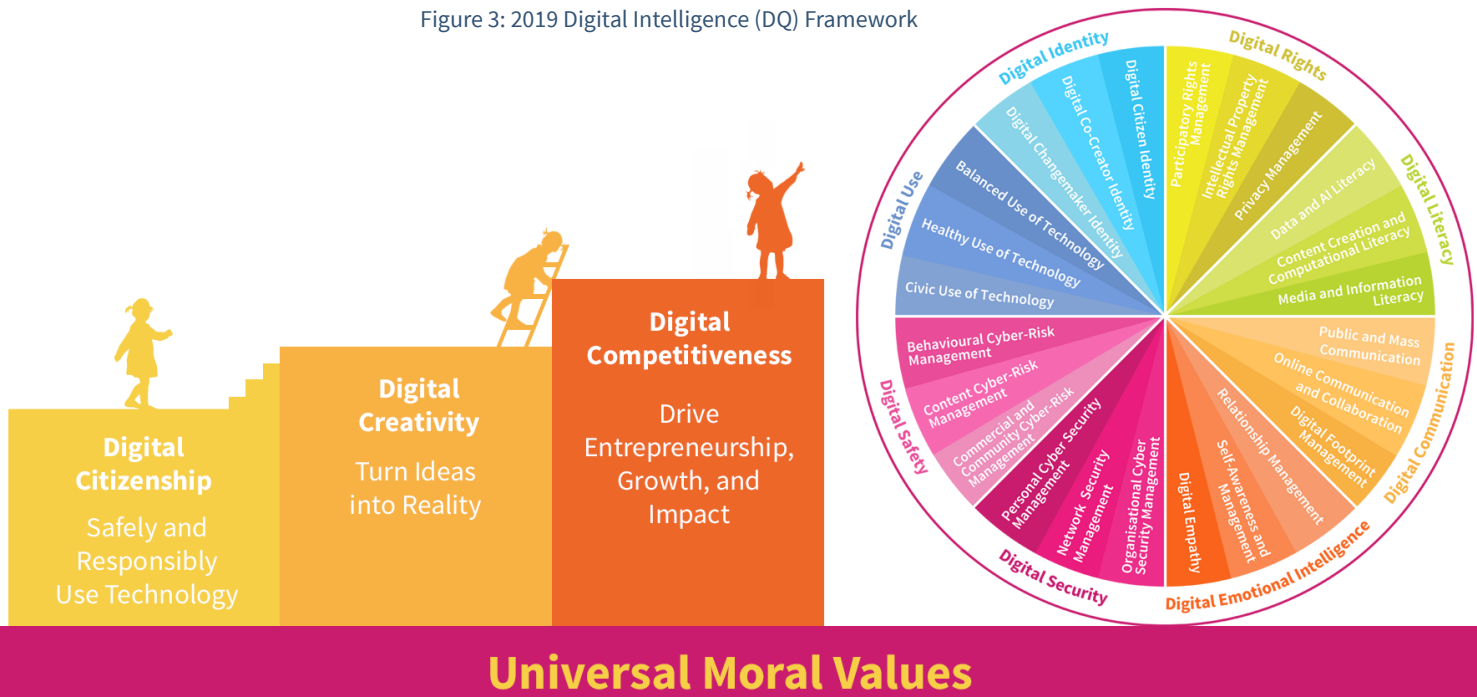 Figure 3: 2019 Digital Intelligence (DQ) Framework
Digital
Citizenship
Safely and
Responsibly
Use Technology
Digital
Creativity
Turn Ideas
into Reality
Digital
Competitiveness
Drive
Entrepreneurship,
Growth, and
Impact
Digital Identity
Digital Citizen Identity
Digital Co-Creator Identity
Digital Changemaker Identity
Digital Rights
Participatory Rights
Management
Intellectual Property
Rights Management
Privacy Management
Digital Literacy
Data and AI Literacy
Content Creation and
Computational Literacy
Media and Information
Literacy
Digital Communication
Public and Mass
Communication
Online Communication
and Collaboration
Digital Footprint
Management
Digital Emotional Intelligence
Relationship Management
Self-Awareness and
Management
Digital Empathy
Digital Security
Organisational Cyber
Security Management
Network Security
Management
Personal Cyber Security
Management
Digital Safety
Commercial and
Community Cyber-Risk
Management
Content Cyber-Risk
Management
Behavioural Cyber-Risk
Management
Digital Use
Civic Use of Technology
Healthy Use of Technology
Balanced Use of Technology
Universal Moral Values